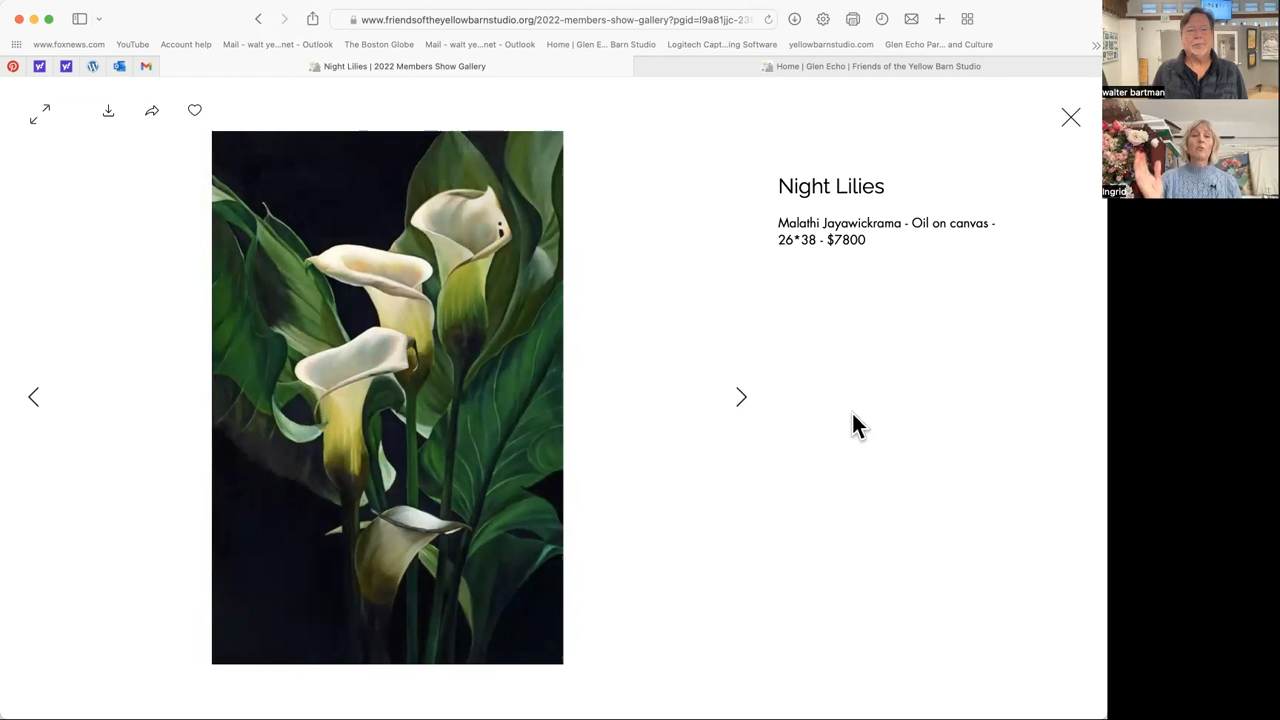 www.friendsoftheyellowbarnstudio.org/2022-members-show-gallery?pgid=l9a81jjc-23
www.foxnews.com YouTube Account help Mail - walt ye...net - Outlook The Boston Globe Mail - walt ye...net - Outlook Home | Glen E... Barn Studio Logitech Capt...ing Software yellowbarnstudio.com Glen Echo Par... and Culture
Night Lilies | 2022 Members Show Gallery
Home | Glen Echo | Friends of the Yellow Barn Studio
walter bartman
Ingrid
Night Lilies
Malathi Jayawickrama - Oil on canvas -
26*38 - $7800